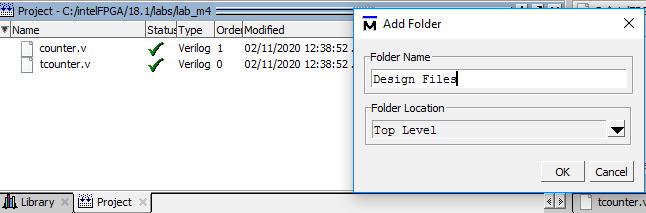 Project - C:/intelFPGA/18.1/labs/lab_m4
Name Status Type Order Modified
counter.v Verilog 1 02/11/2020 12:38:52 ..
tcounter.v Verilog 0 02/11/2020 12:38:52 ..
Library Project
Add Folder
Folder Name
Design Files
Folder Location
Top Level
OK Cancel
tcounter.v